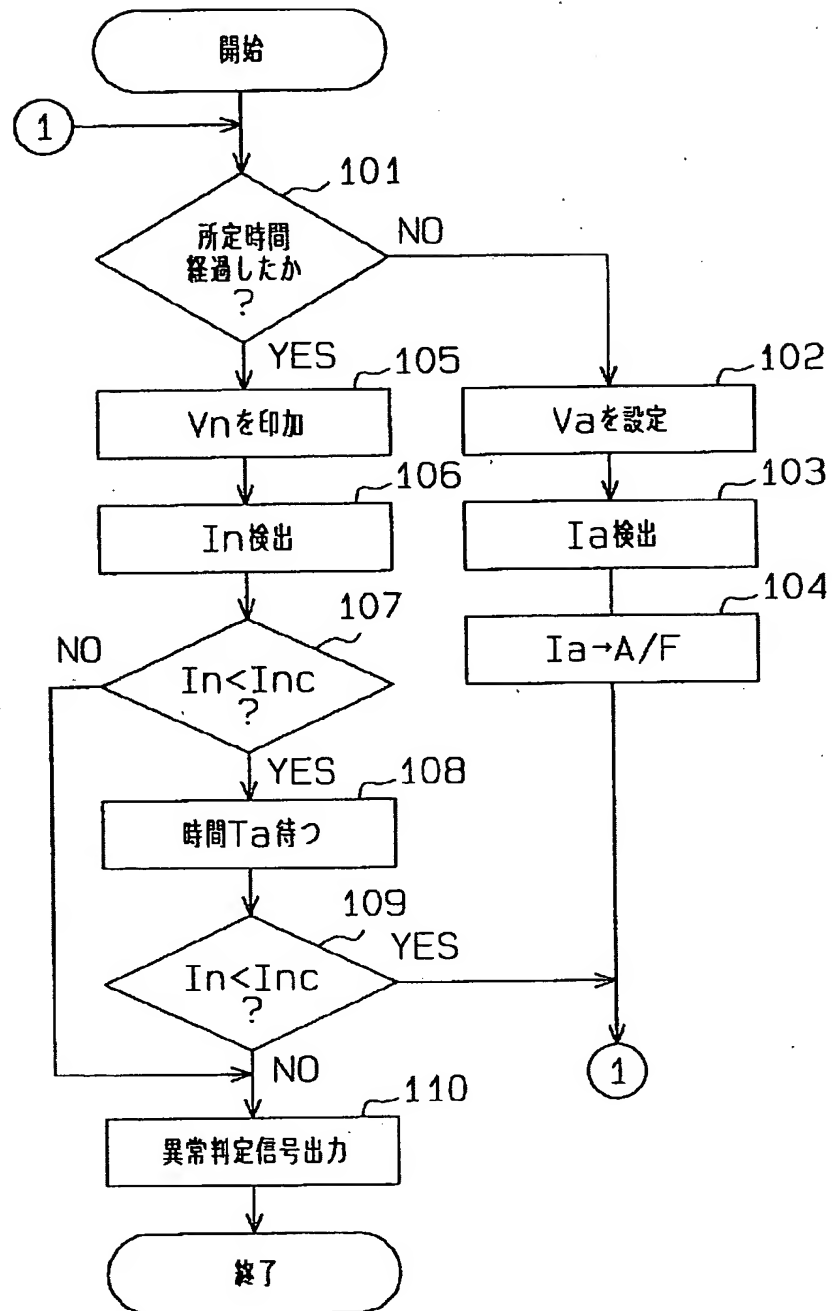 開始
1
101
所定時間
経過したか
?
NO
YES
105
Vnを印加
102
Vaを設定
106
In検出
103
Ia検出
104
Ia→A/F
107
NO
In<Inc
?
YES
108
時間Ta待つ
109
In<Inc
?
YES
NO
1
110
異常判定信号出力
終了